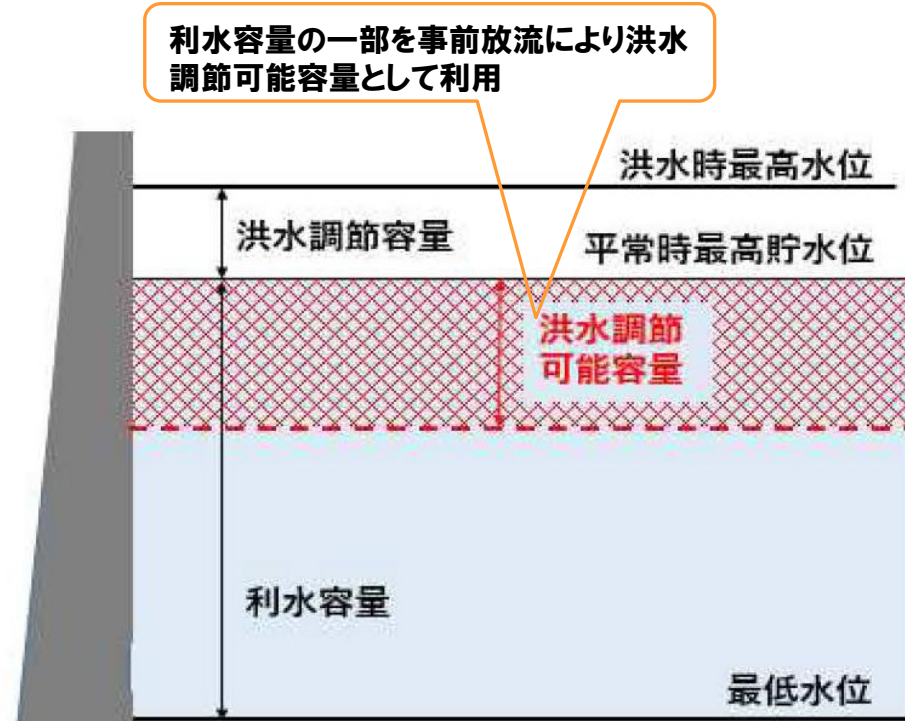 利水容量の一部を事前放流により洪水
調節可能容量として利用
洪水時最高水位
洪水調節容量
平常時最高貯水位
洪水調節
可能容量
利水容量
最低水位